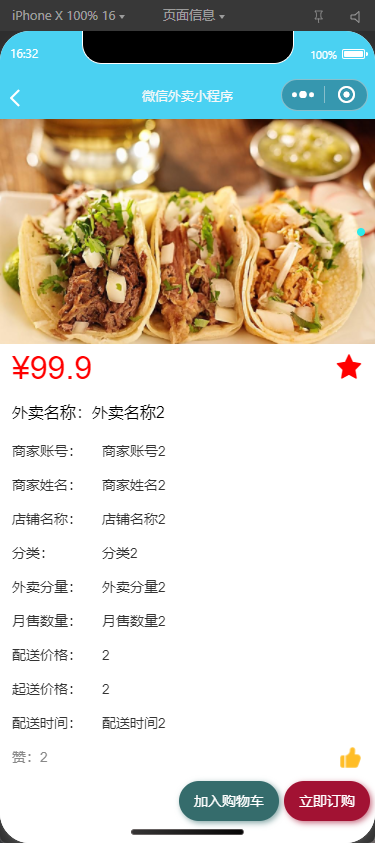 iPhone X 100% 16 页面信息
16:32 100%
微信外卖小程序
¥99.9
外卖名称：外卖名称2
商家账号： 商家账号2
商家姓名： 商家姓名2
店铺名称： 店铺名称2
分类： 分类2
外卖分量： 外卖分量2
月售数量： 月售数量2
配送价格： 2
起送价格： 2
配送时间： 配送时间2
赞：2
加入购物车 立即订购